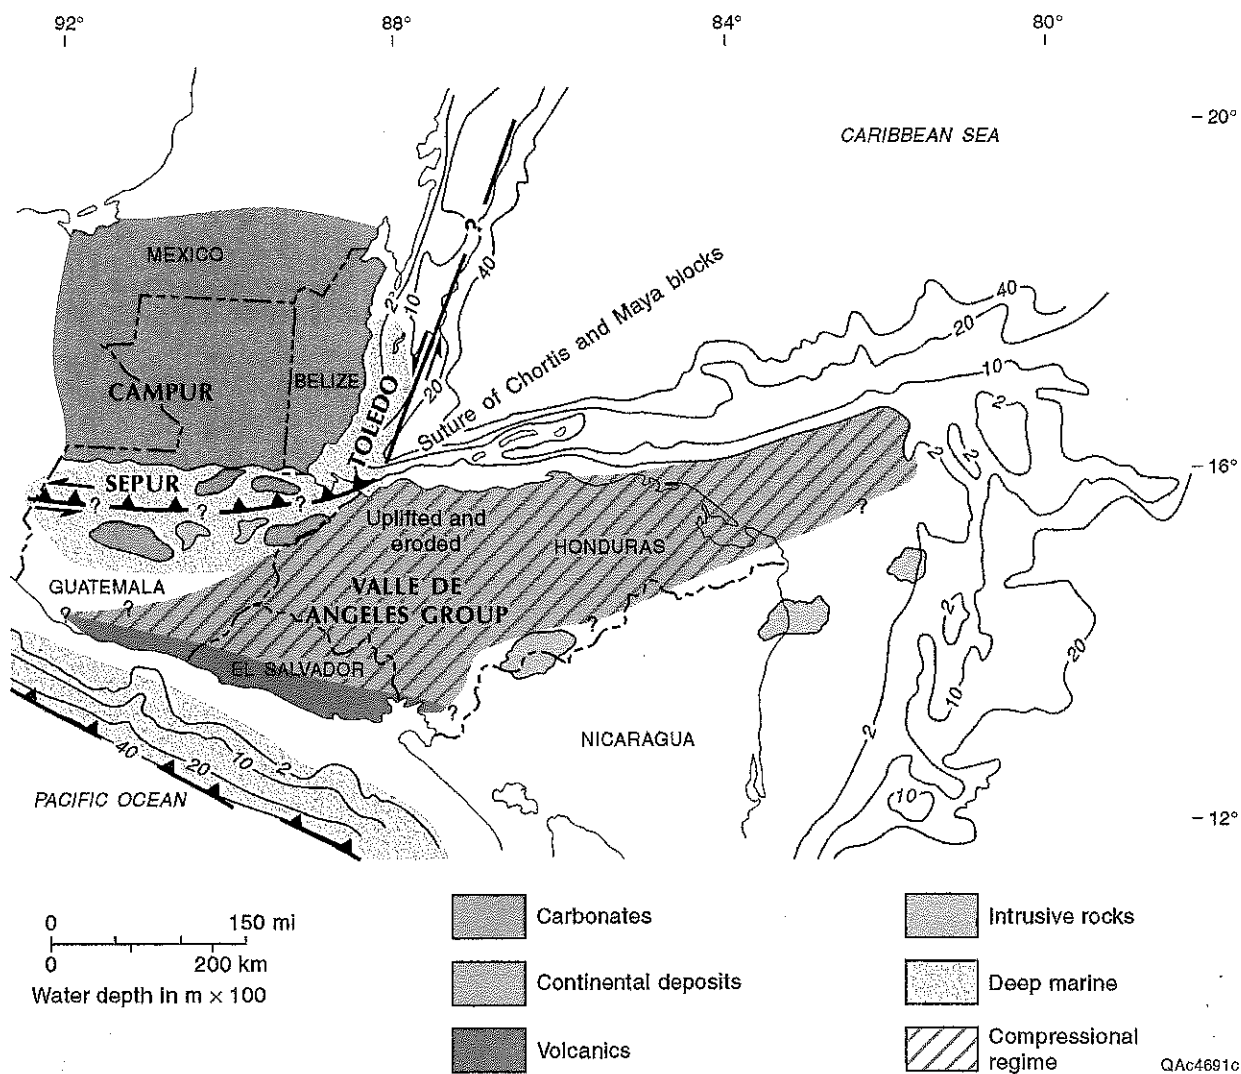 92°
88°
84°
80°
20°
CARIBBEAN SEA
MEXICO
2
?
40
10
Suture of Chortis and Maya blocks
40
20
10
CAMPUR
BELIZE
TOLEDO
20
2
2
2
16°
SEPUR
?
?
?
?
Uplifted and
eroded
HONDURAS
?
GUATEMALA
VALLE DE
ANGELES GROUP
?
?
?
2
20
EL SALVADOR
10
?
NICARAGUA
2
40
20
10
2
PACIFIC OCEAN
10
12°
0 150 mi
0 200 km
Water depth in m × 100
Carbonates
Continental deposits
Volcanics
Intrusive rocks
Deep marine
Compressional
regime
QAc4691c